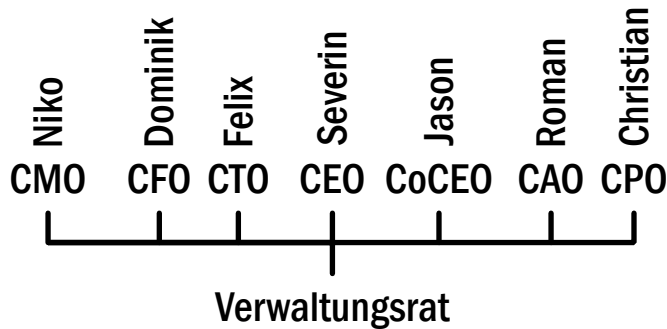 Niko
Dominik
Felix
Severin
Jason
Roman
Christian
CMO CFO CTO CEO CoCEO CAO CPO
Verwaltungsrat